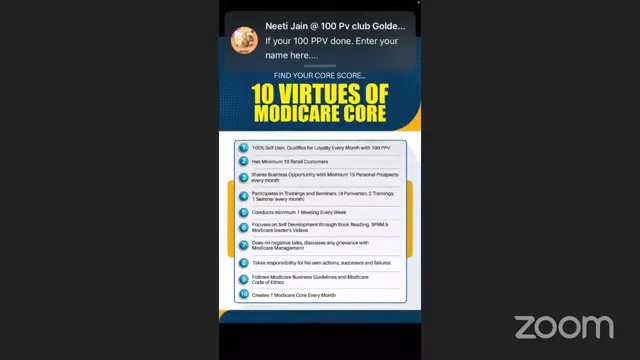 Neeti Jain @ 100 Pv club Golde...
If your 100 PPV done. Enter your
name here....
FIND YOUR CORE SCORE...
10 VIRTUES OF
MODICARE CORE
1 100% Self User, Qualifies for Loyalty Every Month with 100 PPV
2 Has Minimum 10 Retail Customers
3 Shares Business Opportunity with Minimum 15 Personal Prospects
every month
4 Participates in Trainings and Seminars. (4 Parivartan, 2 Trainings,
1 Seminar every month)
5 Conducts minimum 1 Meeting Every Week
6 Focuses on Self Development through Book Reading, SPBM &
Modicare leader's Videos
7 Does no negative talks, discusses any grievance with
Modicare Management
8 Takes responsibility for his own actions, successes and failures
9 Follows Modicare Business Guidelines and Modicare
Code of Ethics
10 Creates 1 Modicare Core Every Month
zoom